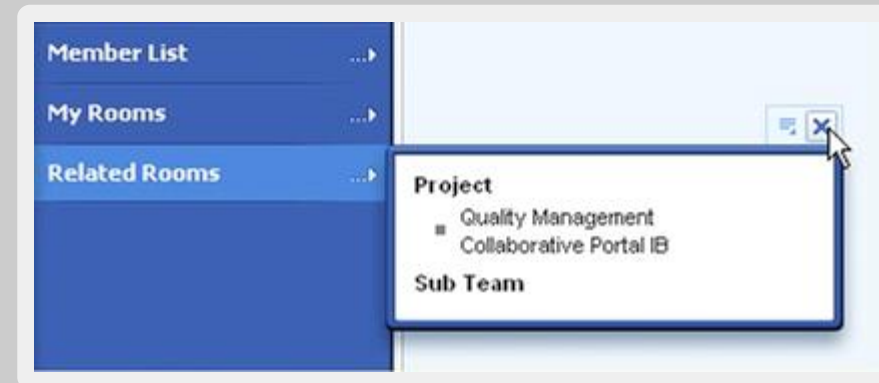 Member List ...
My Rooms ...
Related Rooms ...
Project
Quality Management
Collaborative Portal IB
Sub Team